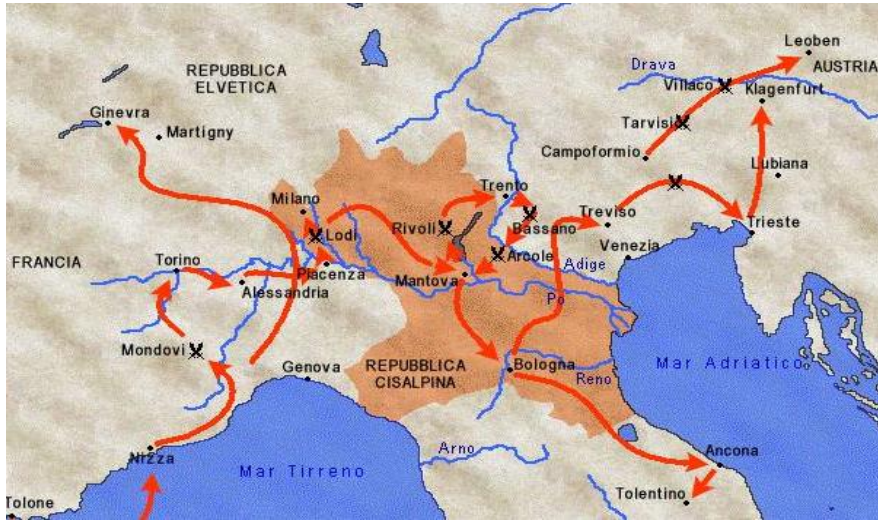 Leoben
Drava
AUSTRIA
REPUBBLICA
ELVETICA
Villaco
Klagenfurt
Ginevra
Martigny
Tarvisio
Campoformio
Lubiana
Trento
Milano
Rivoli
Bassano
Treviso
Trieste
Lodi
Venezia
FRANCIA
Torino
Piacenza
Arcole
Adige
Alessandria
Mantova
Po
Mondovi
Genova
REPUBBLICA
CISALPINA
Bologna
Reno
Mar Adriatico
Nizza
Mar Tirreno
Arno
Ancona
Tolentino
Tolone